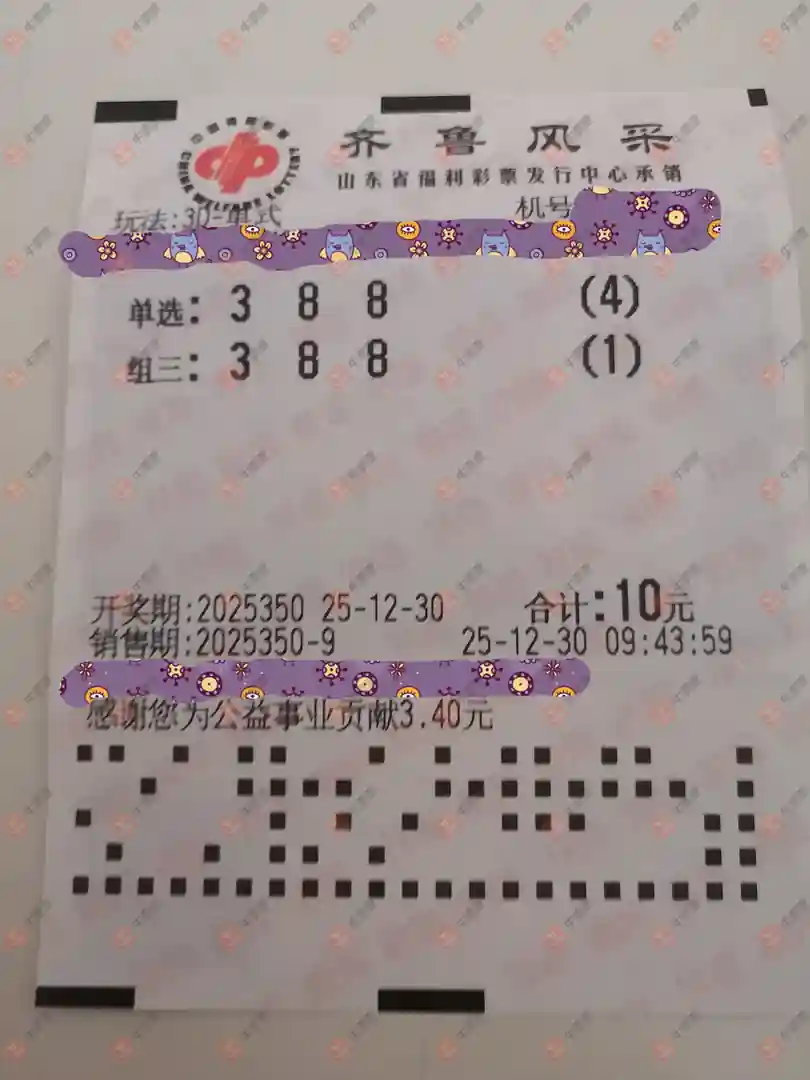 齐鲁风采
山东省福利彩票发行中心承销
CHINA WELFARE LOTTERY
玩法:3D-单式 机号
单选: 3 8 8 (4)
组三: 3 8 8 (1)
开奖期:2025350 25-12-30 合计:10元
销售期:2025350-9 25-12-30 09:43:59
感谢您为公益事业贡献3.40元